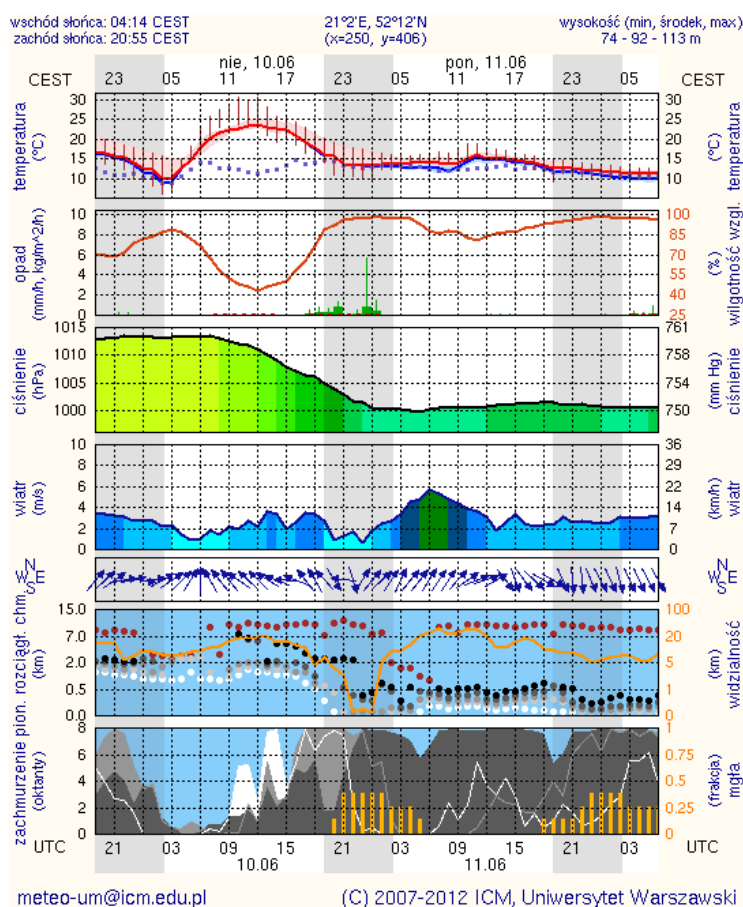 wschód słońca: 04:14 CEST 21°2'E, 52°12'N wysokość (min, środek, max)
zachód słońca: 20:55 CEST (x=250, y=406) 74 - 92 - 113 m
nie, 10.06 pon, 11.06
CEST 23 05 11 17 23 05 11 17 23 05 CEST
temperatura (°C)
30 25 20 15 10
30 25 20 15 10
temperatura (°C)
opad (mm/h, kg/m^2/h)
10 8 6 4 2 0
100 85 70 55 40 25
wilgotność wzgl. (%)
ciśnienie (hPa)
1015 1010 1005 1000
761 758 754 750
ciśnienie (mm Hg)
wiatr (m/s)
10 8 6 4 2 0
36 29 22 14 7 0
wiatr (km/h)
N W E S
N W E S
pion. rozciągł. chm. (km)
15.0 7.0 2.0 0.5 0.0
100 20 5 1 0
widzialność (km)
zachmurzenie (oktanty)
8 6 4 2 0
1 0.75 0.5 0.25 0
mgła (frakcja)
UTC 21 03 09 15 21 03 09 15 21 03 UTC
10.06 11.06
meteo-um@icm.edu.pl (C) 2007-2012 ICM, Uniwersytet Warszawski